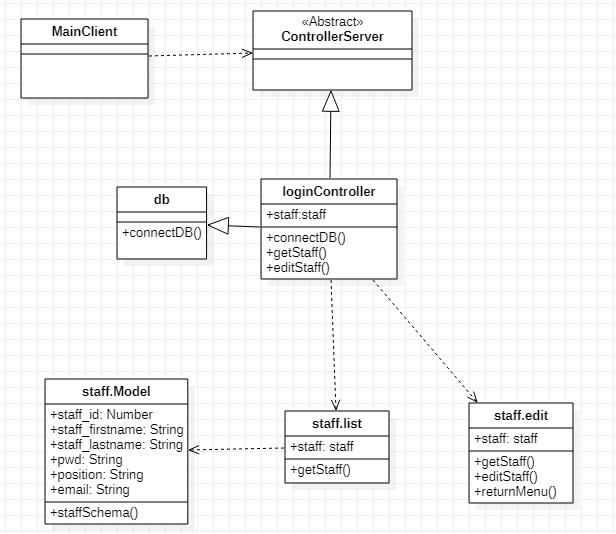 MainClient
«Abstract»
ControllerServer
db
+connectDB()
loginController
+staff:staff
+connectDB()
+getStaff()
+editStaff()
staff.Model
+staff_id: Number
+staff_firstname: String
+staff_lastname: String
+pwd: String
+position: String
+email: String
+staffSchema()
staff.list
+staff: staff
+getStaff()
staff.edit
+staff: staff
+getStaff()
+editStaff()
+returnMenu()